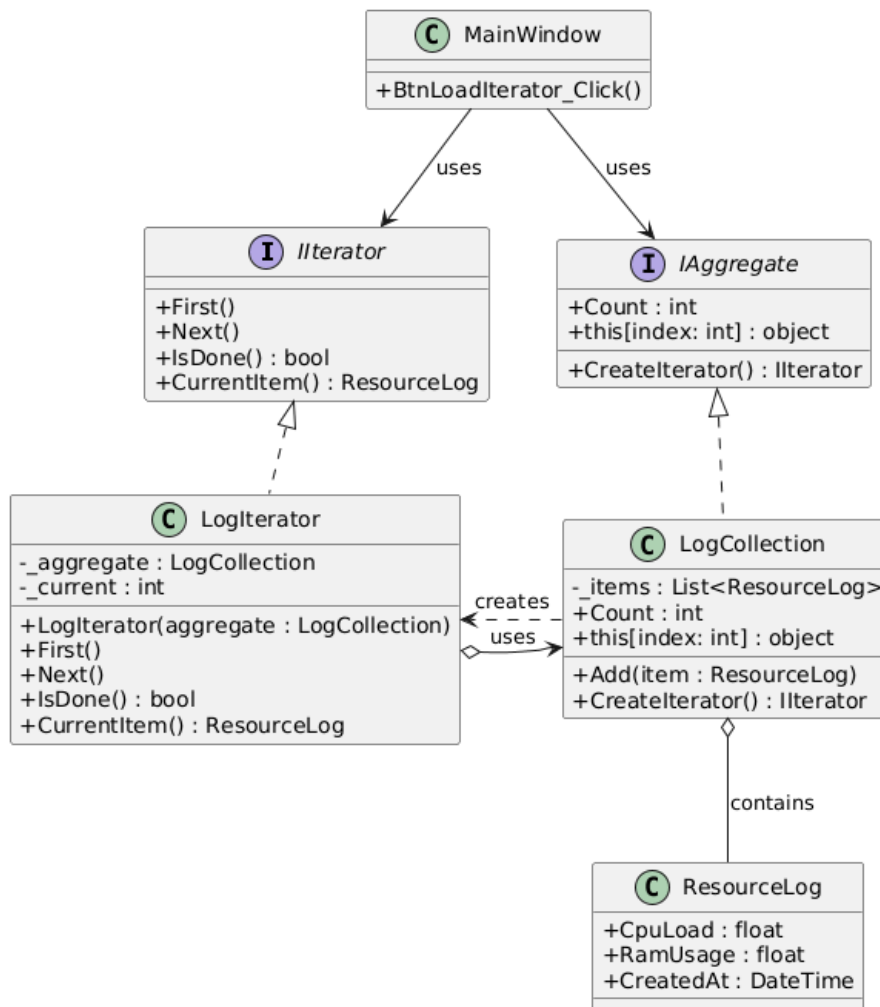 C MainWindow
+BtnLoadIterator_Click()
uses
uses
I IIterator
+First()
+Next()
+IsDone() : bool
+CurrentItem() : ResourceLog
I IAggregate
+Count : int
+this[index: int] : object
+CreateIterator() : IIterator
C LogIterator
-_aggregate : LogCollection
-_current : int
+LogIterator(aggregate : LogCollection)
+First()
+Next()
+IsDone() : bool
+CurrentItem() : ResourceLog
creates
uses
C LogCollection
-_items : List<ResourceLog>
+Count : int
+this[index: int] : object
+Add(item : ResourceLog)
+CreateIterator() : IIterator
contains
C ResourceLog
+CpuLoad : float
+RamUsage : float
+CreatedAt : DateTime